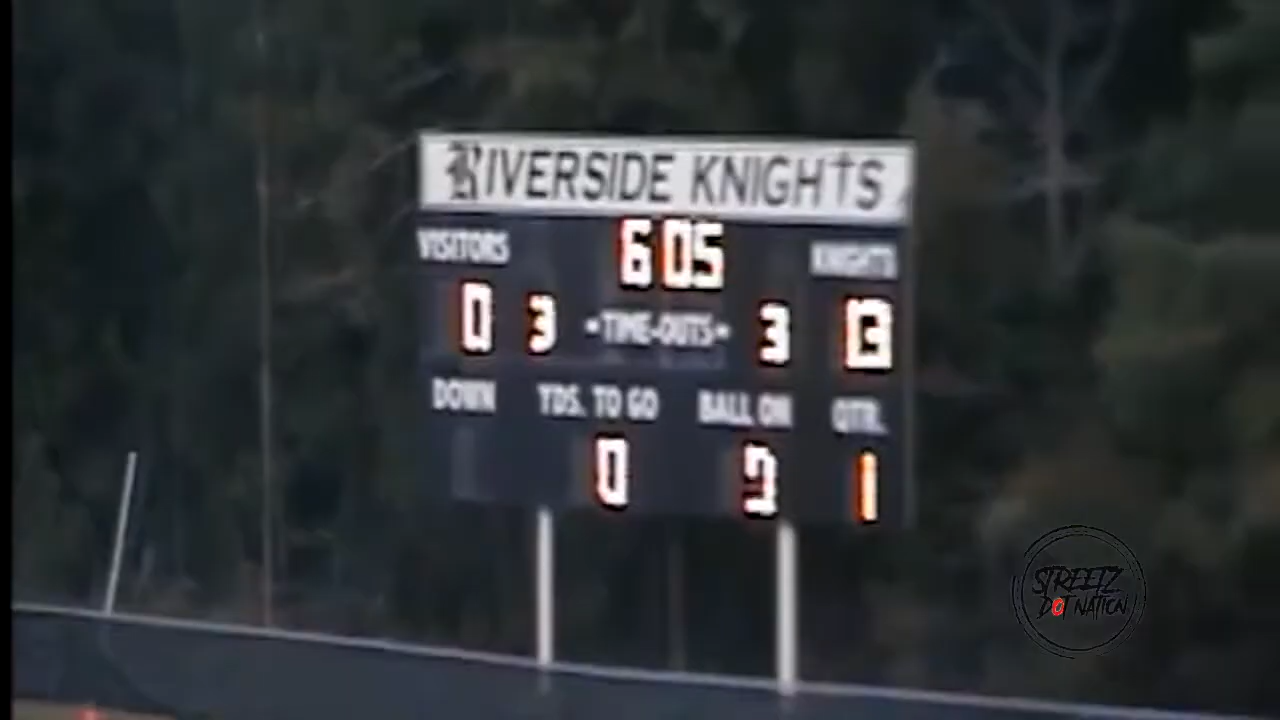 RIVERSIDE KNIGHTS
VISITORS 6 05 KNIGHTS
0 3 •TIME-OUTS• 3 13
DOWN YDS. TO GO BALL ON QTR.
0 1
STREETZ
DOT NATION